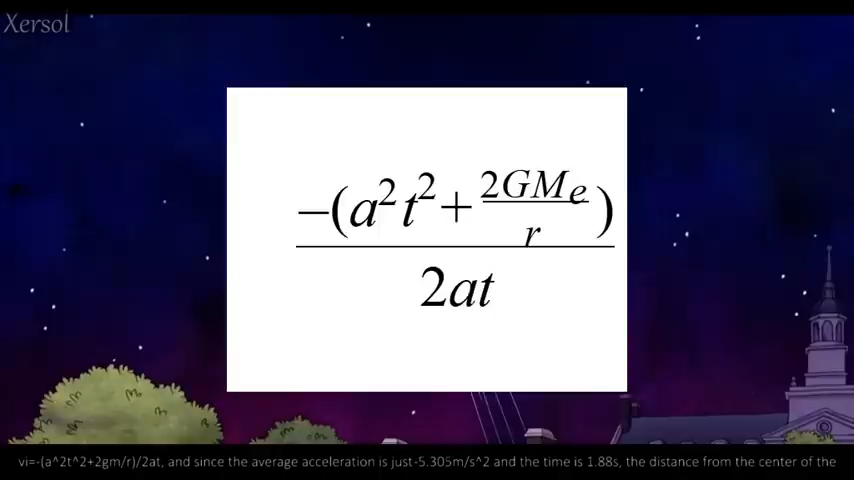 Xersol
-(a²t²+ 2GMₑ/r)
2at
vi=-(a^2t^2+2gm/r)/2at, and since the average acceleration is just-5.305m/s^2 and the time is 1.88s, the distance from the center of the